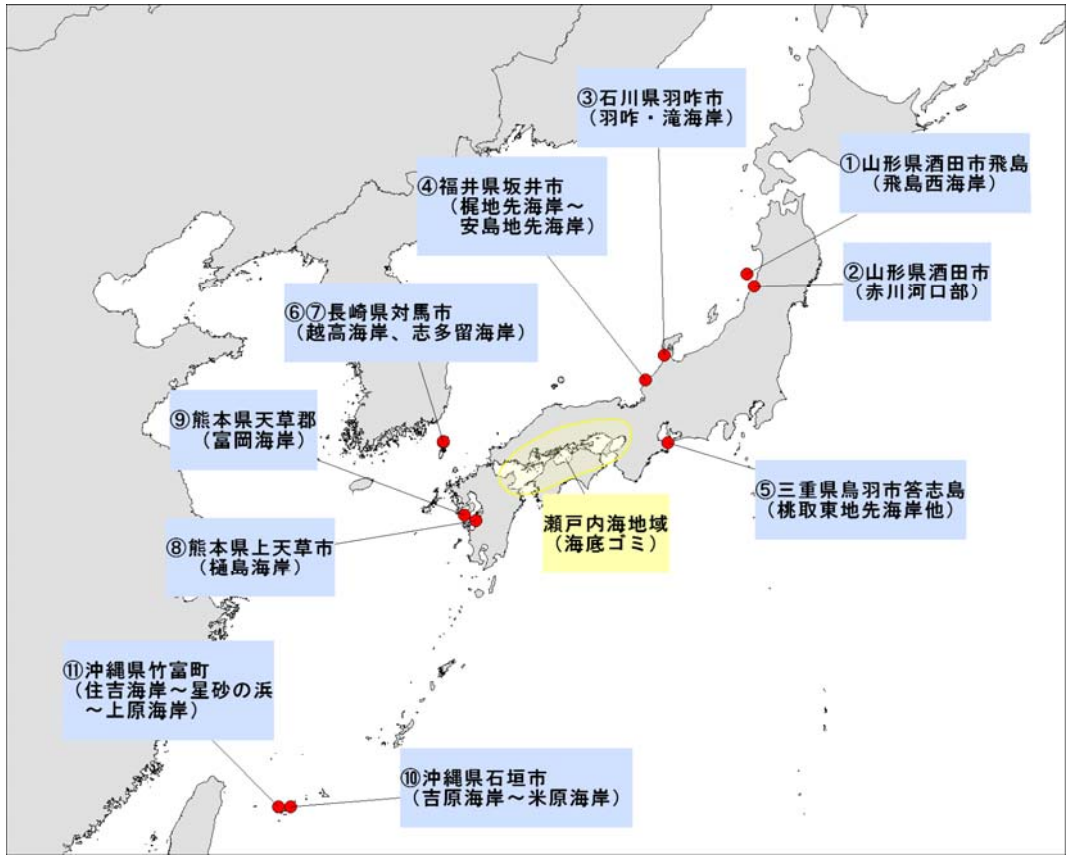 ③石川県羽咋市
（羽咋・滝海岸）
①山形県酒田市飛島
（飛島西海岸）
④福井県坂井市
（梶地先海岸～
安島地先海岸）
②山形県酒田市
（赤川河口部）
⑥⑦長崎県対馬市
（越高海岸、志多留海岸）
⑨熊本県天草郡
（富岡海岸）
⑤三重県鳥羽市答志島
（桃取東地先海岸他）
瀬戸内海地域
（海底ゴミ）
⑧熊本県上天草市
（樋島海岸）
⑪沖縄県竹富町
（住吉海岸～星砂の浜
～上原海岸）
⑩沖縄県石垣市
（吉原海岸～米原海岸）